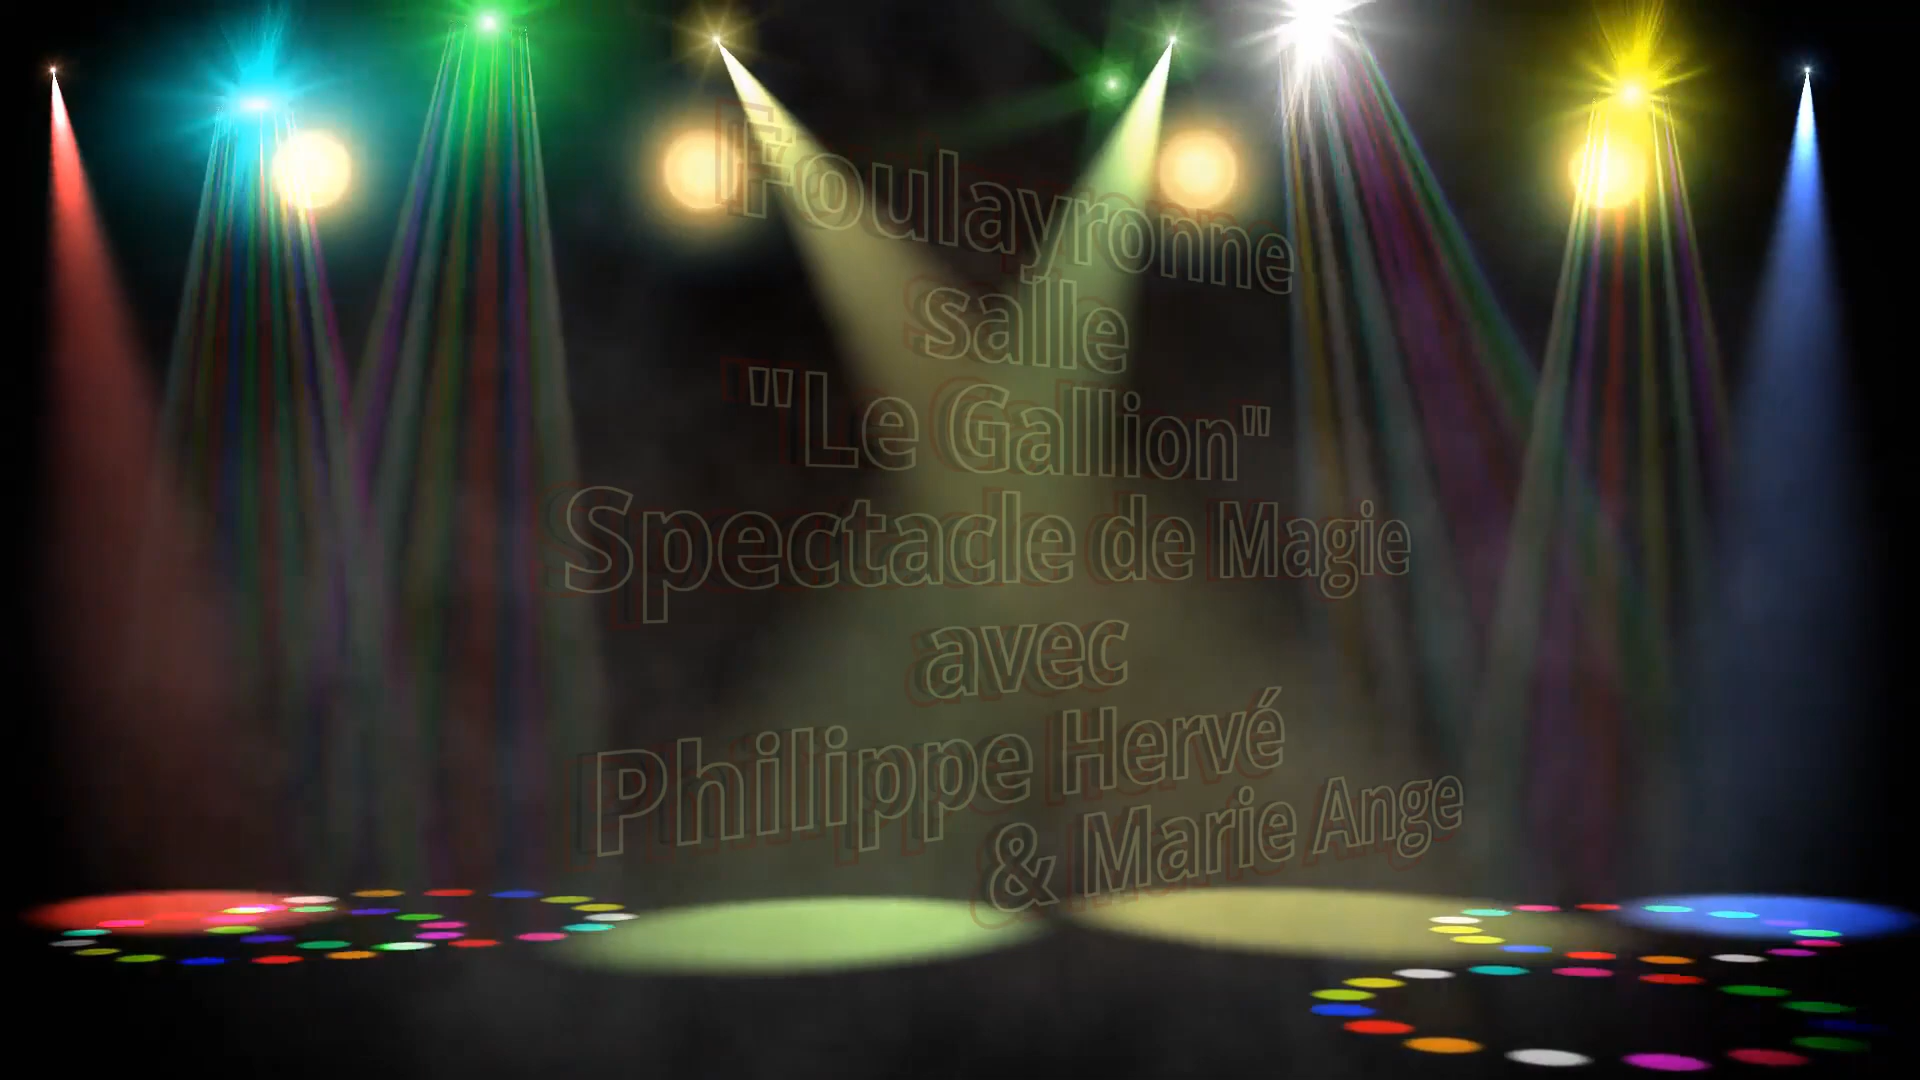 Foulayronne
salle
"Le Gallion"
Spectacle de Magie
avec
Philippe Hervé
& Marie Ange